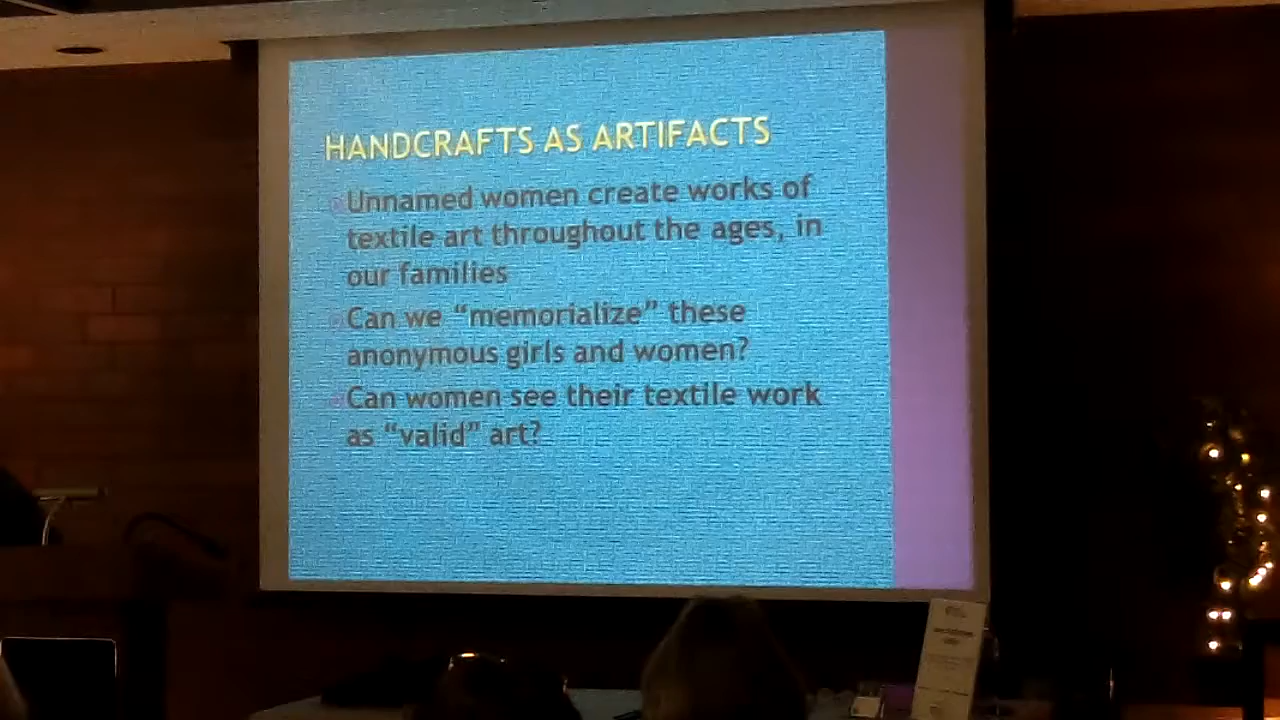 HANDCRAFTS AS ARTIFACTS
Unnamed women create works of
textile art throughout the ages, in
our families
Can we “memorialize” these
anonymous girls and women?
Can women see their textile work
as “valid” art?